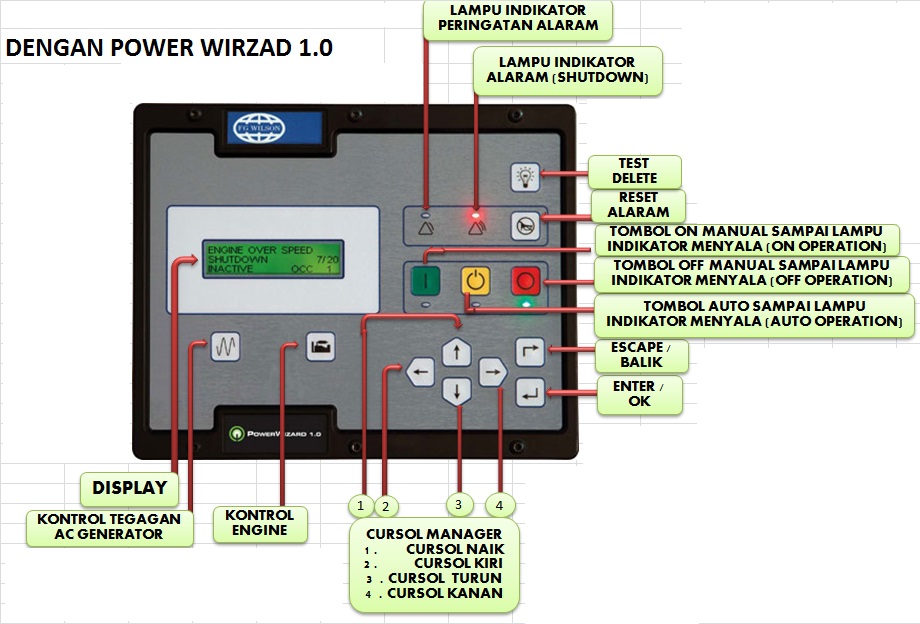 LAMPU INDIKATOR
PERINGATAN ALARAM
DENGAN POWER WIRZAD 1.0
LAMPU INDIKATOR
ALARAM (SHUTDOWN)
FG WILSON
TEST
DELETE
RESET
ALARAM
TOMBOL ON MANUAL SAMPAI LAMPU
INDIKATOR MENYALA (ON OPERATION)
ENGINE OVER SPEED
SHUTDOWN 7/20
INACTIVE OCC 1
TOMBOL OFF MANUAL SAMPAI LAMPU
INDIKATOR MENYALA (OFF OPERATION)
TOMBOL AUTO SAMPAI LAMPU
INDIKATOR MENYALA (AUTO OPERATION)
ESCAPE /
BALIK
ENTER /
OK
POWERWIZARD 1.0
DISPLAY
KONTROL TEGAGAN
AC GENERATOR
KONTROL
ENGINE
1 2 3 4
CURSOL MANAGER
1 . CURSOL NAIK
2 . CURSOL KIRI
3 . CURSOL TURUN
4 . CURSOL KANAN